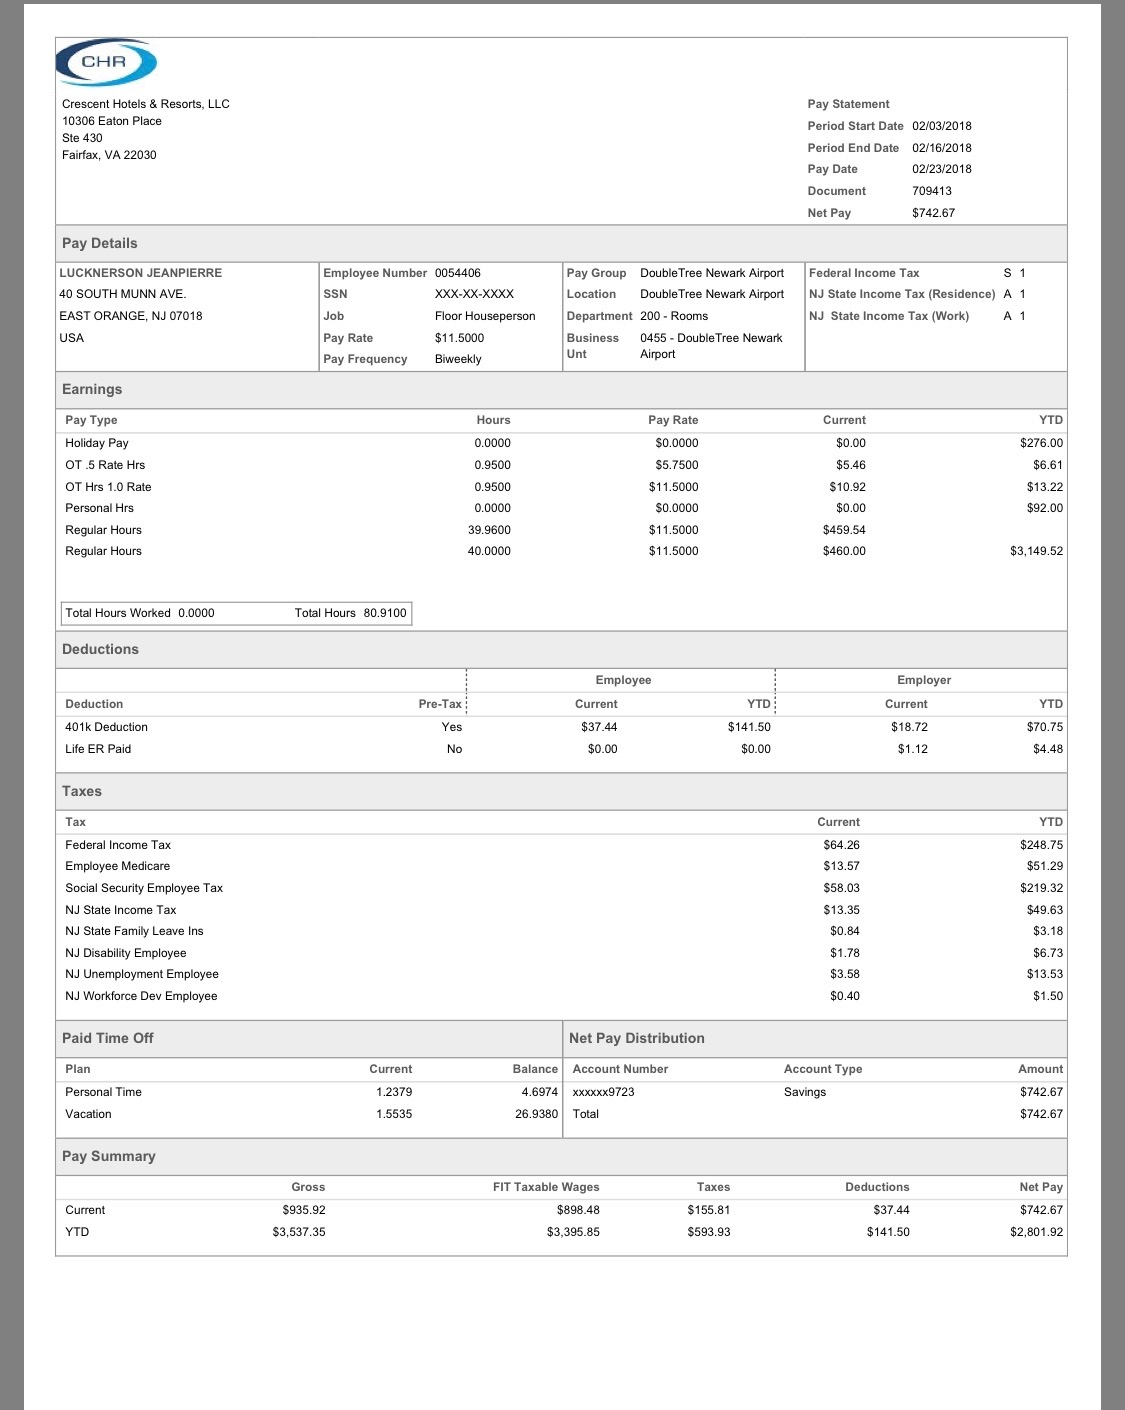 CHR
Crescent Hotels & Resorts, LLC
10306 Eaton Place
Ste 430
Fairfax, VA 22030
Pay Statement
Period Start Date 02/03/2018
Period End Date 02/16/2018
Pay Date 02/23/2018
Document 709413
Net Pay $742.67
Pay Details
LUCKNERSON JEANPIERRE
40 SOUTH MUNN AVE.
EAST ORANGE, NJ 07018
USA
Employee Number 0054406
SSN XXX-XX-XXXX
Job Floor Houseperson
Pay Rate $11.5000
Pay Frequency Biweekly
Pay Group DoubleTree Newark Airport
Location DoubleTree Newark Airport
Department 200 - Rooms
Business 0455 - DoubleTree Newark
Unt Airport
Federal Income Tax S 1
NJ State Income Tax (Residence) A 1
NJ State Income Tax (Work) A 1
Earnings
Pay Type Hours Pay Rate Current YTD
Holiday Pay 0.0000 $0.0000 $0.00 $276.00
OT .5 Rate Hrs 0.9500 $5.7500 $5.46 $6.61
OT Hrs 1.0 Rate 0.9500 $11.5000 $10.92 $13.22
Personal Hrs 0.0000 $0.0000 $0.00 $92.00
Regular Hours 39.9600 $11.5000 $459.54
Regular Hours 40.0000 $11.5000 $460.00 $3,149.52
Total Hours Worked 0.0000 Total Hours 80.9100
Deductions
Employee Employer
Deduction Pre-Tax Current YTD Current YTD
401k Deduction Yes $37.44 $141.50 $18.72 $70.75
Life ER Paid No $0.00 $0.00 $1.12 $4.48
Taxes
Tax Current YTD
Federal Income Tax $64.26 $248.75
Employee Medicare $13.57 $51.29
Social Security Employee Tax $58.03 $219.32
NJ State Income Tax $13.35 $49.63
NJ State Family Leave Ins $0.84 $3.18
NJ Disability Employee $1.78 $6.73
NJ Unemployment Employee $3.58 $13.53
NJ Workforce Dev Employee $0.40 $1.50
Paid Time Off
Plan Current Balance
Personal Time 1.2379 4.6974
Vacation 1.5535 26.9380
Net Pay Distribution
Account Number Account Type Amount
xxxxxx9723 Savings $742.67
Total $742.67
Pay Summary
Gross FIT Taxable Wages Taxes Deductions Net Pay
Current $935.92 $898.48 $155.81 $37.44 $742.67
YTD $3,537.35 $3,395.85 $593.93 $141.50 $2,801.92